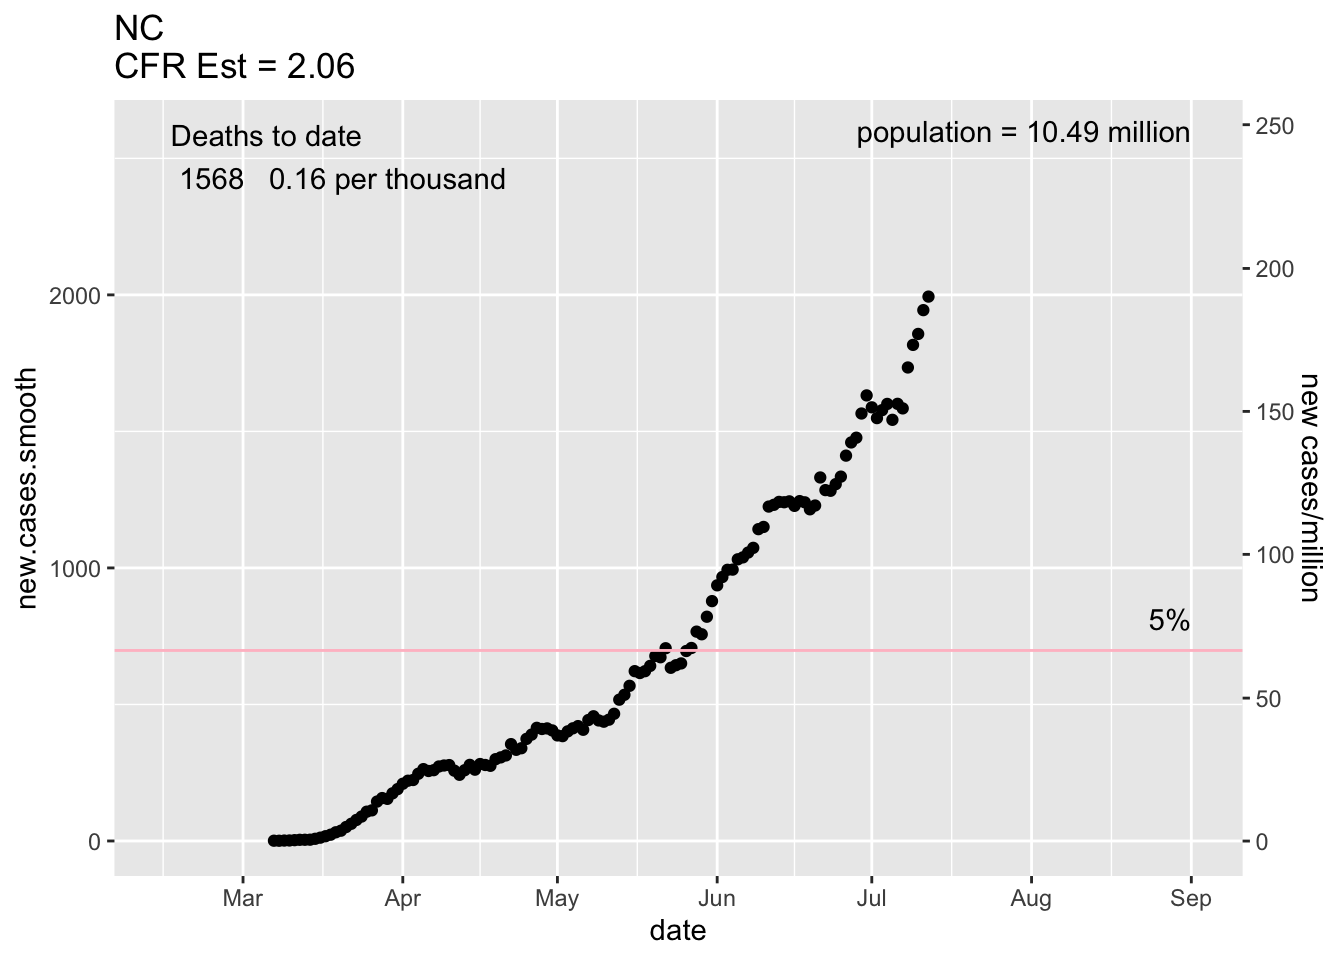 NC
CFR Est = 2.06
Deaths to date
1568 0.16 per thousand
population = 10.49 million
250
200
150
100
50
0
new cases/million
5%
2000
1000
0
new.cases.smooth
Mar Apr May Jun Jul Aug Sep
date